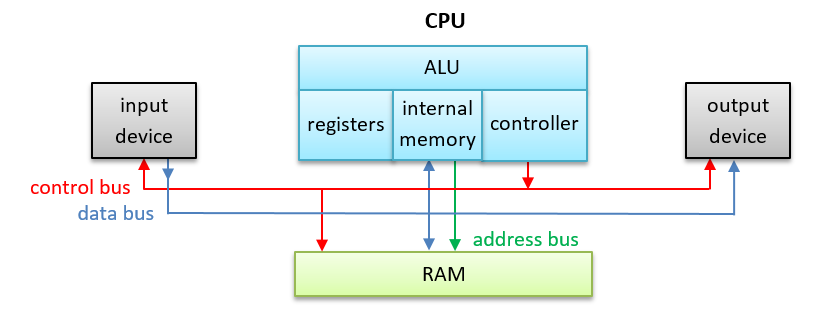 CPU
ALU
input
device
registers
internal
memory
controller
output
device
control bus
data bus
address bus
RAM